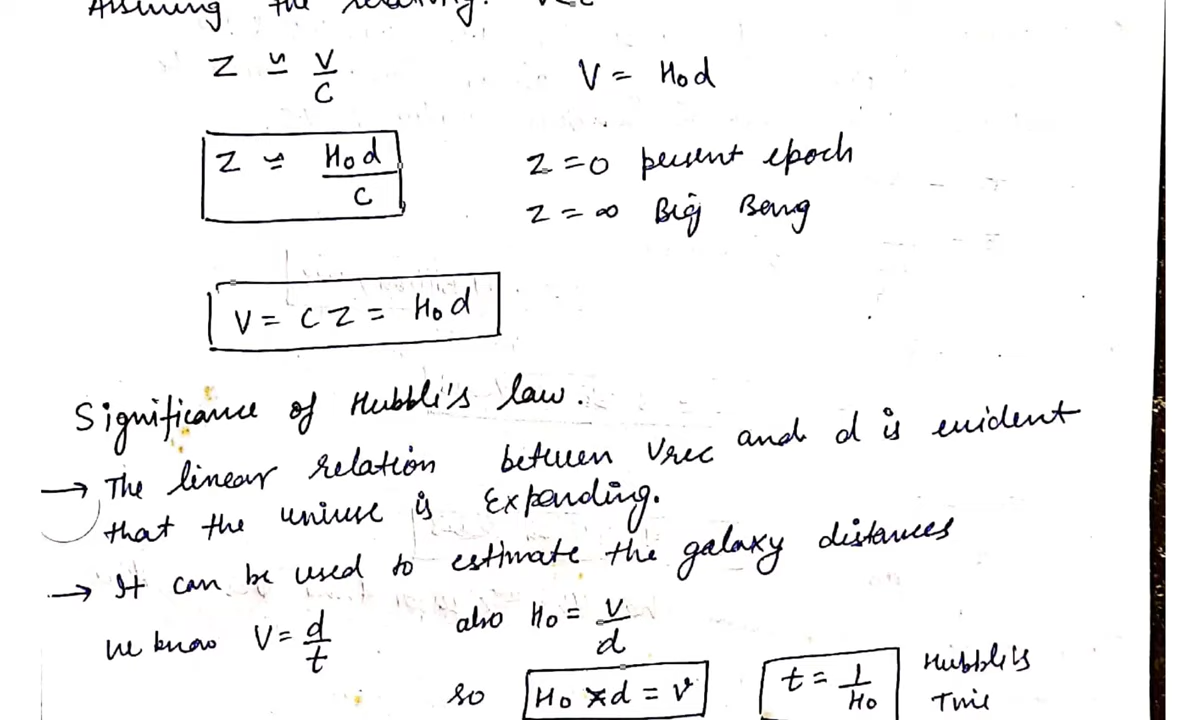 Assuming the
Z ≃ V/C    V = H₀d
Z ≃ H₀d/C    Z = 0 present epoch
Z = ∞ Big Bang
V = CZ = H₀d
Significance of Hubble's law.
→ The linear relation between Vrec and d is evident
that the universe is Expanding.
→ It can be used to estimate the galaxy distances
we know V = d/t    also H₀ = V/d
so H₀ × d = v    t = 1/H₀    Hubble's
Time